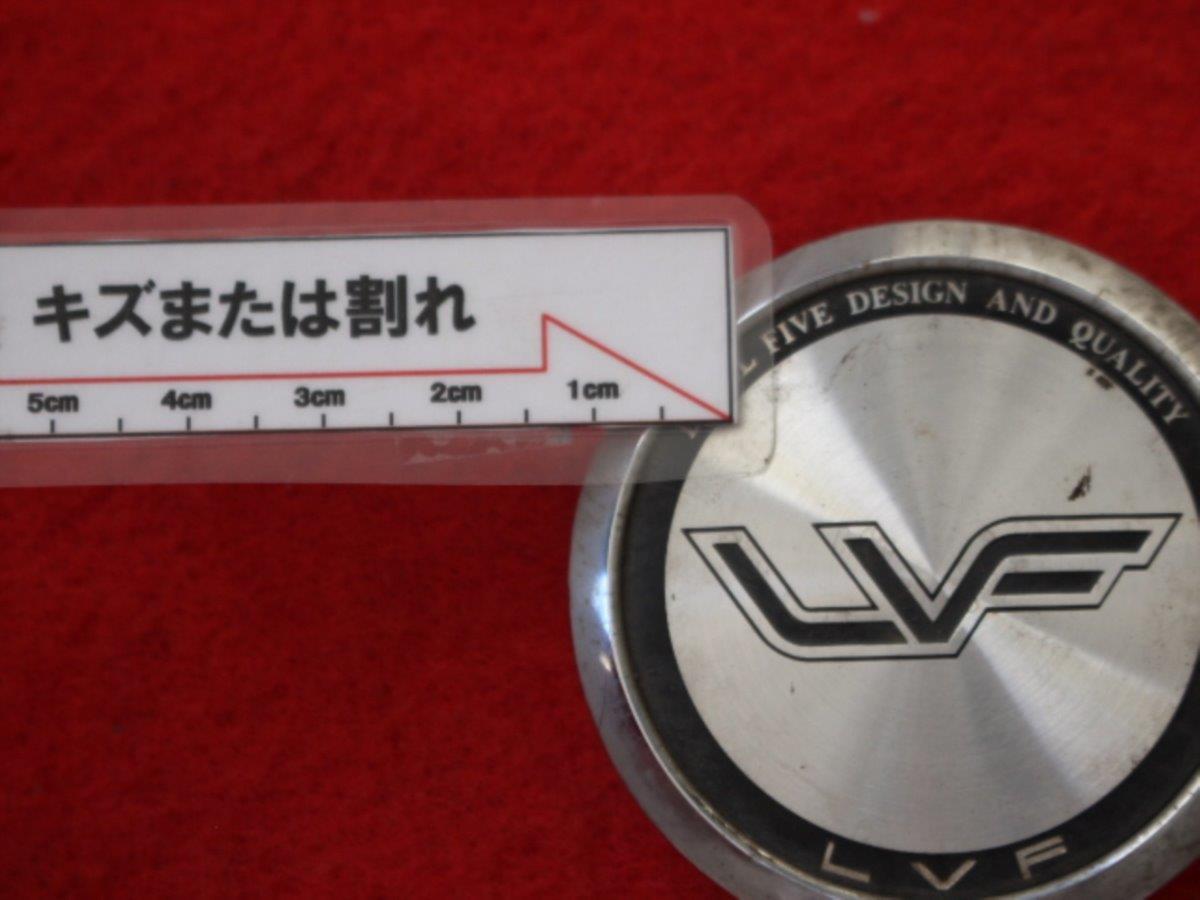 キズまたは割れ
5cm 4cm 3cm 2cm 1cm
FIVE DESIGN AND QUALITY
LVF
LVF